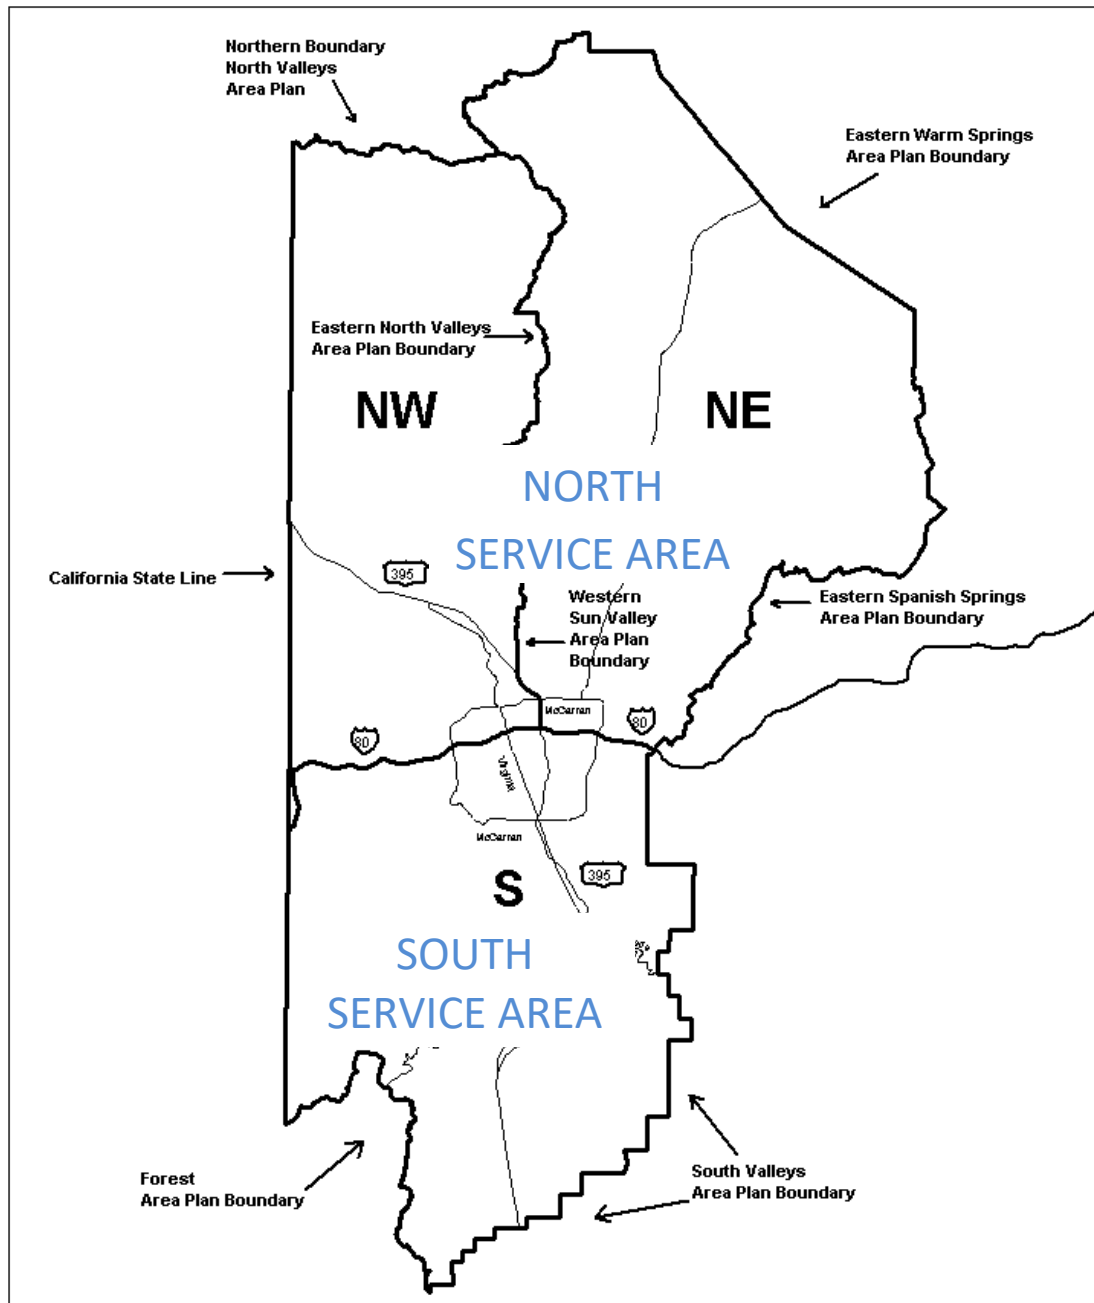 Northern Boundary
North Valleys
Area Plan
Eastern Warm Springs
Area Plan Boundary
Eastern North Valleys
Area Plan Boundary
NW
NE
NORTH
SERVICE AREA
395
California State Line
Western
Sun Valley
Area Plan
Boundary
Eastern Spanish Springs
Area Plan Boundary
McCarran
80
80
Virginia
McCarran
395
S
SOUTH
SERVICE AREA
Forest
Area Plan Boundary
South Valleys
Area Plan Boundary